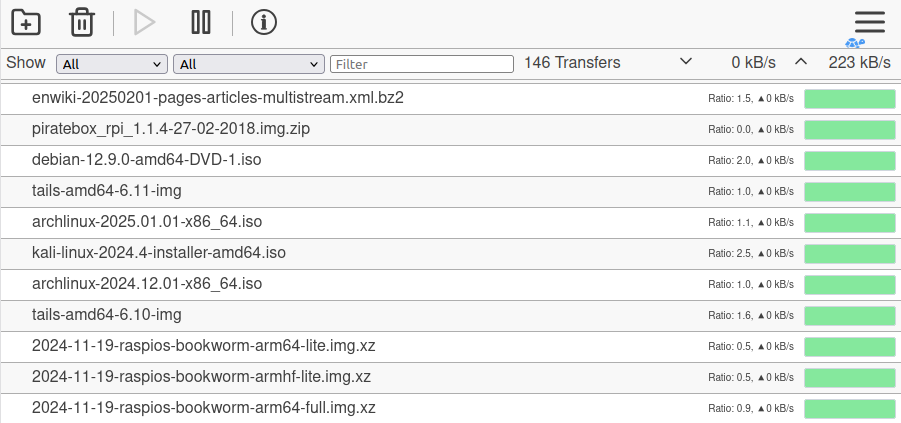 Show All All Filter 146 Transfers 0 kB/s 223 kB/s
enwiki-20250201-pages-articles-multistream.xml.bz2 Ratio: 1.5, ▲0 kB/s
piratebox_rpi_1.1.4-27-02-2018.img.zip Ratio: 0.0, ▲0 kB/s
debian-12.9.0-amd64-DVD-1.iso Ratio: 2.0, ▲0 kB/s
tails-amd64-6.11-img Ratio: 1.0, ▲0 kB/s
archlinux-2025.01.01-x86_64.iso Ratio: 1.1, ▲0 kB/s
kali-linux-2024.4-installer-amd64.iso Ratio: 2.5, ▲0 kB/s
archlinux-2024.12.01-x86_64.iso Ratio: 1.0, ▲0 kB/s
tails-amd64-6.10-img Ratio: 1.6, ▲0 kB/s
2024-11-19-raspios-bookworm-arm64-lite.img.xz Ratio: 0.5, ▲0 kB/s
2024-11-19-raspios-bookworm-armhf-lite.img.xz Ratio: 0.5, ▲0 kB/s
2024-11-19-raspios-bookworm-arm64-full.img.xz Ratio: 0.9, ▲0 kB/s